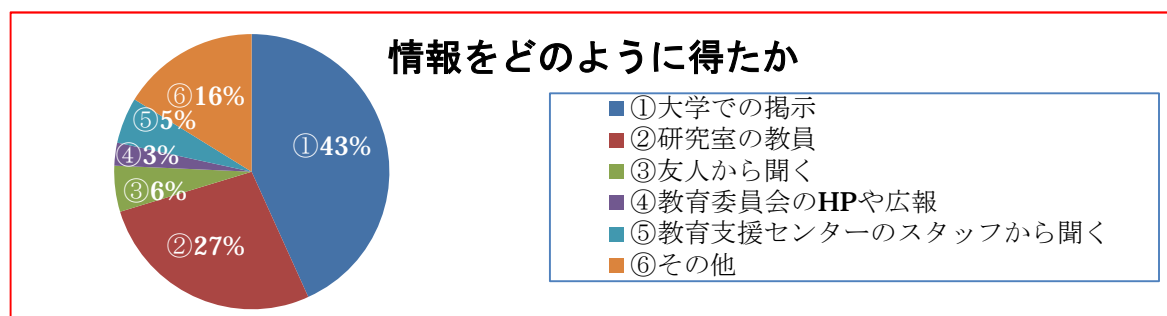 情報をどのように得たか
⑥16%
⑤5%
④3%
③6%
②27%
①43%
①大学での掲示
②研究室の教員
③友人から聞く
④教育委員会のHPや広報
⑤教育支援センターのスタッフから聞く
⑥その他